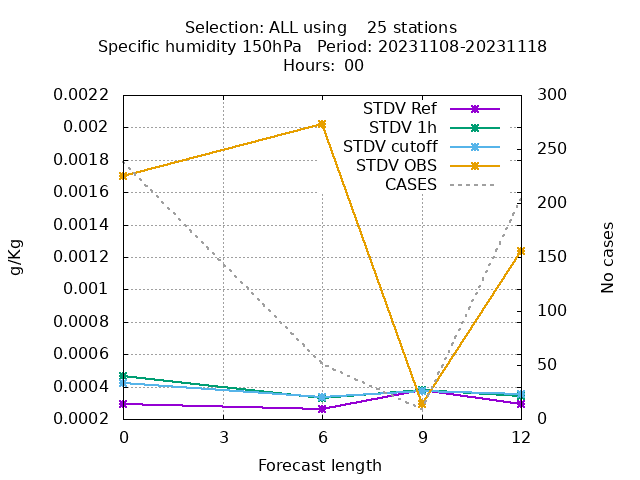 Selection: ALL using    25 stations
Specific humidity 150hPa   Period: 20231108-20231118
Hours:  00
STDV Ref
STDV 1h
STDV cutoff
STDV OBS
CASES
g/Kg
0.0022
0.002
0.0018
0.0016
0.0014
0.0012
0.001
0.0008
0.0006
0.0004
0.0002
300
250
200
150
100
50
0
No cases
0 3 6 9 12
Forecast length